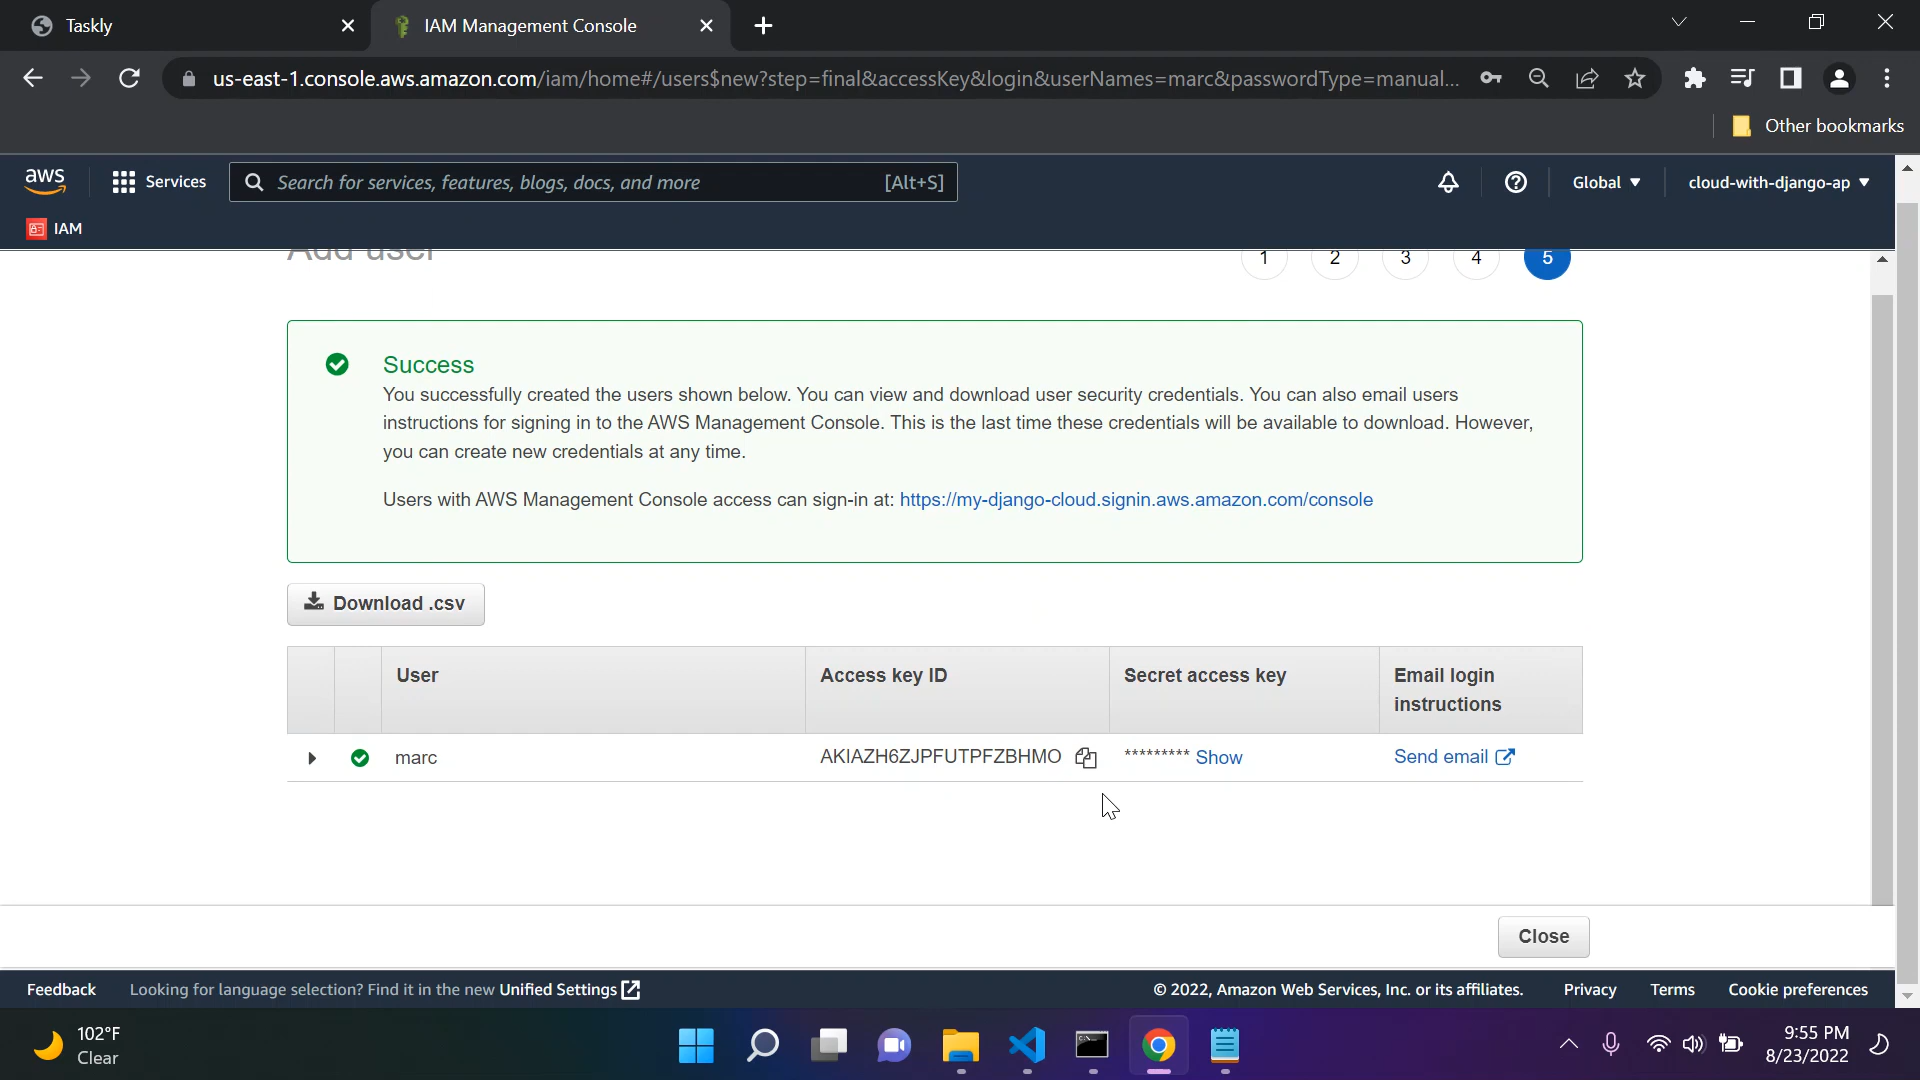 Taskly
IAM Management Console
us-east-1.console.aws.amazon.com/iam/home#/users$new?step=final&accessKey&login&userNames=marc&passwordType=manual...
Other bookmarks
aws
Services
Search for services, features, blogs, docs, and more
[Alt+S]
Global
cloud-with-django-ap
IAM
Add user
1 2 3 4 5
Success
You successfully created the users shown below. You can view and download user security credentials. You can also email users
instructions for signing in to the AWS Management Console. This is the last time these credentials will be available to download. However,
you can create new credentials at any time.
Users with AWS Management Console access can sign-in at: https://my-django-cloud.signin.aws.amazon.com/console
Download .csv
User
Access key ID
Secret access key
Email login
instructions
marc
AKIAZH6ZJPFUTPFZBHMO
********* Show
Send email
Close
Feedback
Looking for language selection? Find it in the new Unified Settings
© 2022, Amazon Web Services, Inc. or its affiliates.
Privacy
Terms
Cookie preferences
102°F
Clear
9:55 PM
8/23/2022